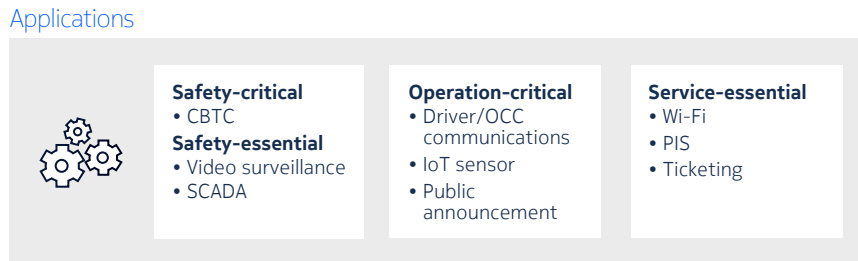 Applications
Safety-critical
• CBTC
Safety-essential
• Video surveillance
• SCADA
Operation-critical
• Driver/OCC
communications
• IoT sensor
• Public
announcement
Service-essential
• Wi-Fi
• PIS
• Ticketing